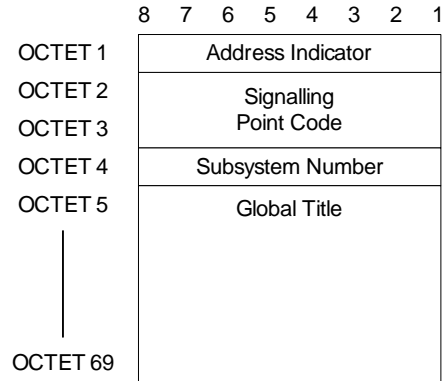 8 7 6 5 4 3 2 1
OCTET 1 Address Indicator
OCTET 2 Signalling
OCTET 3 Point Code
OCTET 4 Subsystem Number
OCTET 5 Global Title
OCTET 69